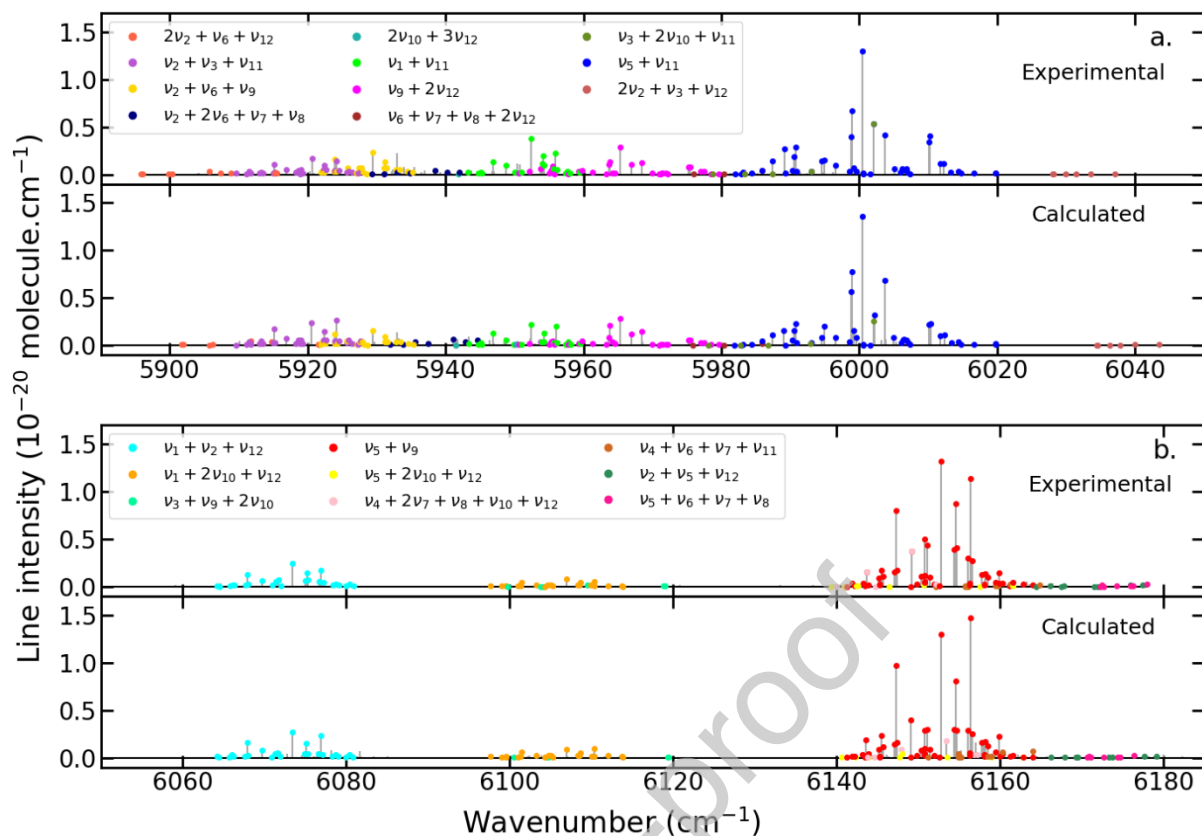 1.5
1.0
0.5
0.0
2ν₂ + ν₆ + ν₁₂
ν₂ + ν₃ + ν₁₁
ν₂ + ν₆ + ν₉
ν₂ + 2ν₆ + ν₇ + ν₈
2ν₁₀ + 3ν₁₂
ν₁ + ν₁₁
ν₉ + 2ν₁₂
ν₆ + ν₇ + ν₈ + 2ν₁₂
ν₃ + 2ν₁₀ + ν₁₁
ν₅ + ν₁₁
2ν₂ + ν₃ + ν₁₂
a.
Experimental
1.5
1.0
0.5
0.0
Calculated
5900 5920 5940 5960 5980 6000 6020 6040
1.5
1.0
0.5
0.0
ν₁ + ν₂ + ν₁₂
ν₁ + 2ν₁₀ + ν₁₂
ν₃ + ν₉ + 2ν₁₀
ν₅ + ν₉
ν₅ + 2ν₁₀ + ν₁₂
ν₄ + 2ν₇ + ν₈ + ν₁₀ + ν₁₂
ν₄ + ν₆ + ν₇ + ν₁₁
ν₂ + ν₅ + ν₁₂
ν₅ + ν₆ + ν₇ + ν₈
b.
Experimental
1.5
1.0
0.5
0.0
Calculated
6060 6080 6100 6120 6140 6160 6180
Wavenumber (cm⁻¹)
Line intensity (10⁻²⁰ molecule.cm⁻¹)
-proof